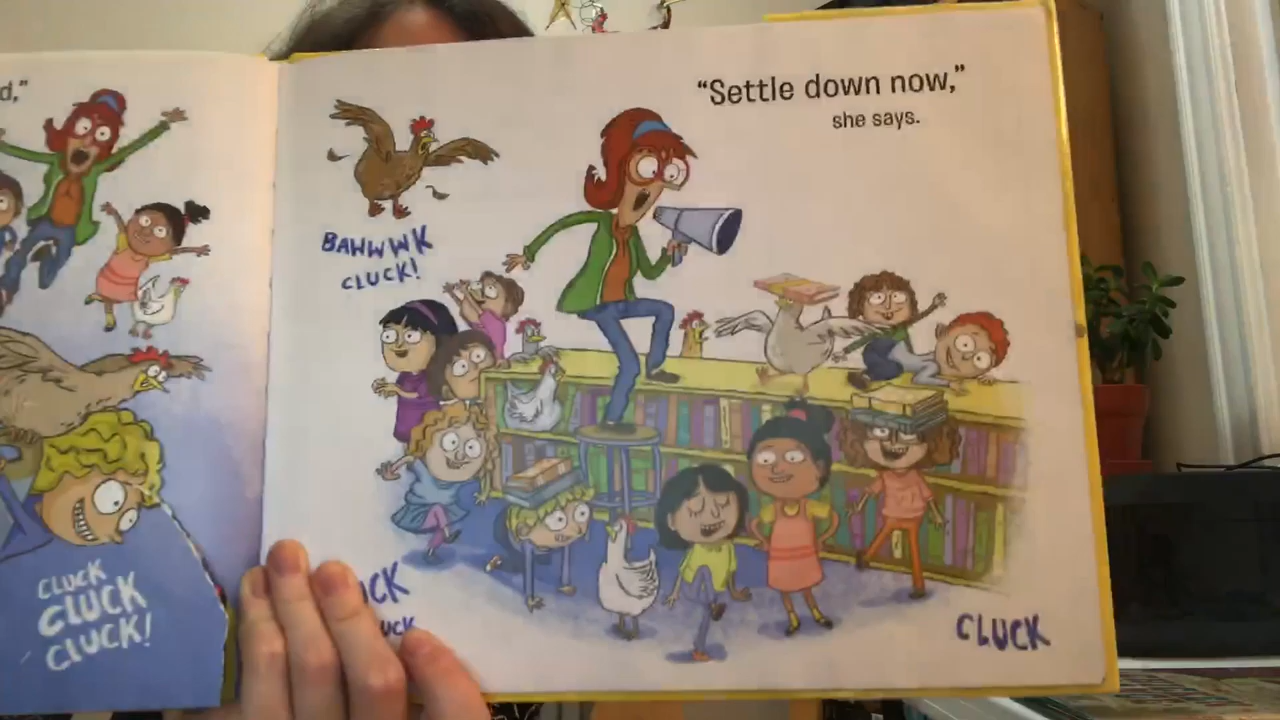 d,"
CLUCK
CLUCK
CLUCK!
"Settle down now,"
she says.
BAWWWK
CLUCK!
CLUCK